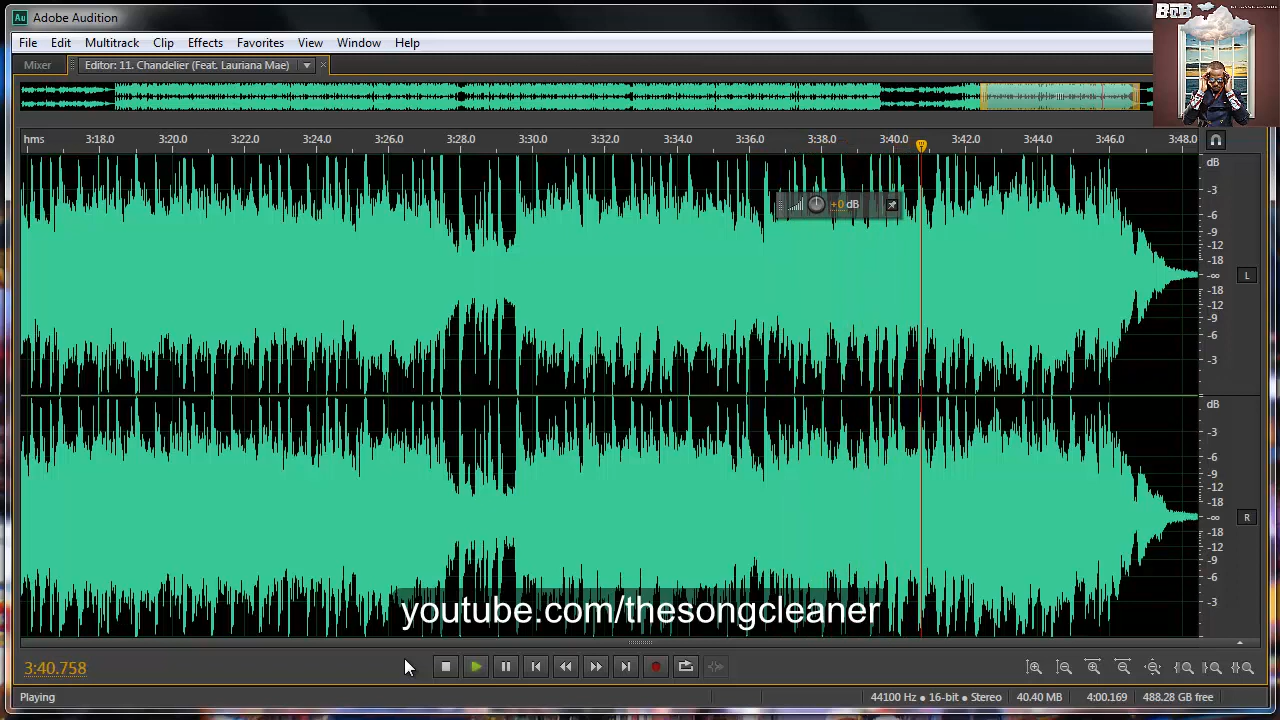 Au Adobe Audition
File Edit Multitrack Clip Effects Favorites View Window Help
Mixer Editor: 11. Chandelier (Feat. Lauriana Mae)
hms 3:18.0 3:20.0 3:22.0 3:24.0 3:26.0 3:28.0 3:30.0 3:32.0 3:34.0 3:36.0 3:38.0 3:40.0 3:42.0 3:44.0 3:46.0 3:48.0
dB
-3
+0 dB
-6
-9
-12
-18
-∞ L
-18
-12
-9
-6
-3
dB
-3
-6
-9
-12
-18
-∞ R
-18
-12
-9
-6
-3
youtube.com/thesongcleaner
3:40.758
Playing 44100 Hz • 16-bit • Stereo 40.40 MB 4:00.169 488.28 GB free